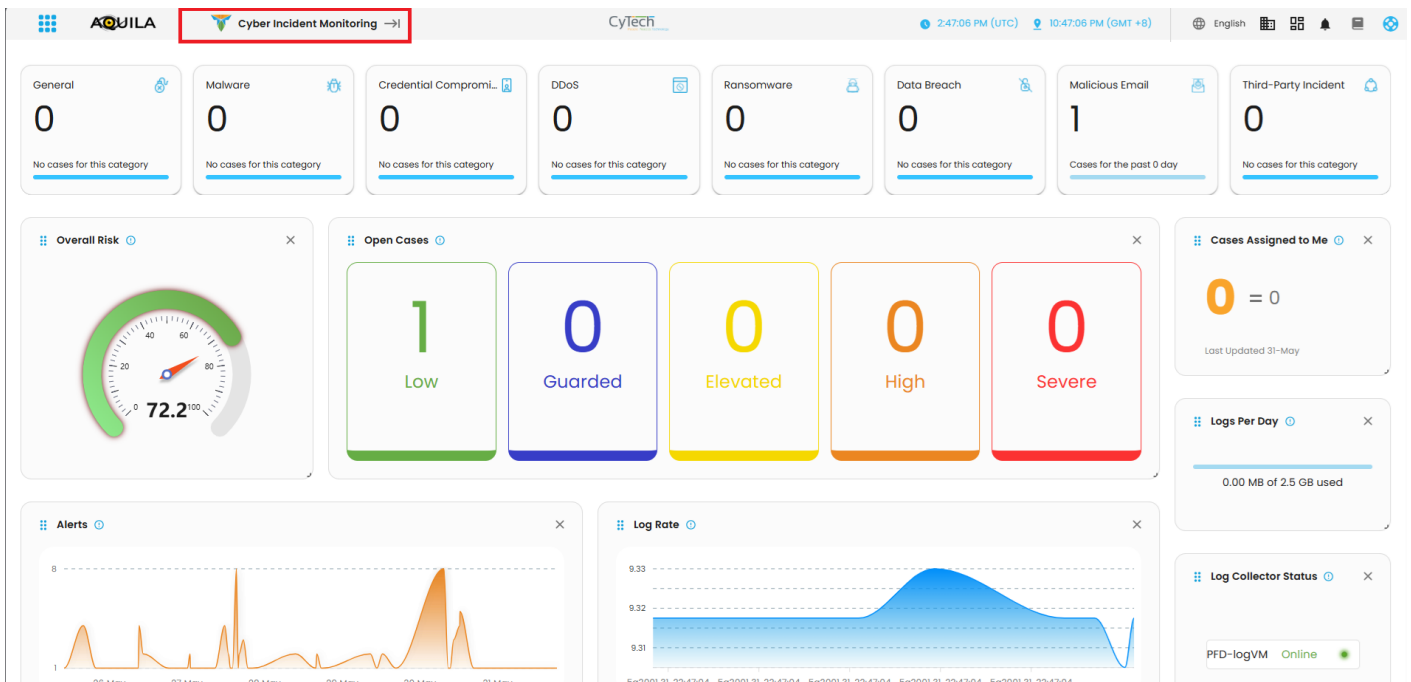 AQUILA
Cyber Incident Monitoring
CyTech
2:47:06 PM (UTC)
10:47:06 PM (GMT +8)
English
General
0
No cases for this category
Malware
0
No cases for this category
Credential Compromi...
0
No cases for this category
DDoS
0
No cases for this category
Ransomware
0
No cases for this category
Data Breach
0
No cases for this category
Malicious Email
1
Cases for the past 0 day
Third-Party Incident
0
No cases for this category
Overall Risk
0
20
40
60
80
100
72.2
Open Cases
1
Low
0
Guarded
0
Elevated
0
High
0
Severe
Cases Assigned to Me
0 = 0
Last Updated 31-May
Logs Per Day
0.00 MB of 2.5 GB used
Alerts
8
1
Log Rate
9.33
9.32
9.31
Log Collector Status
PFD-logVM Online